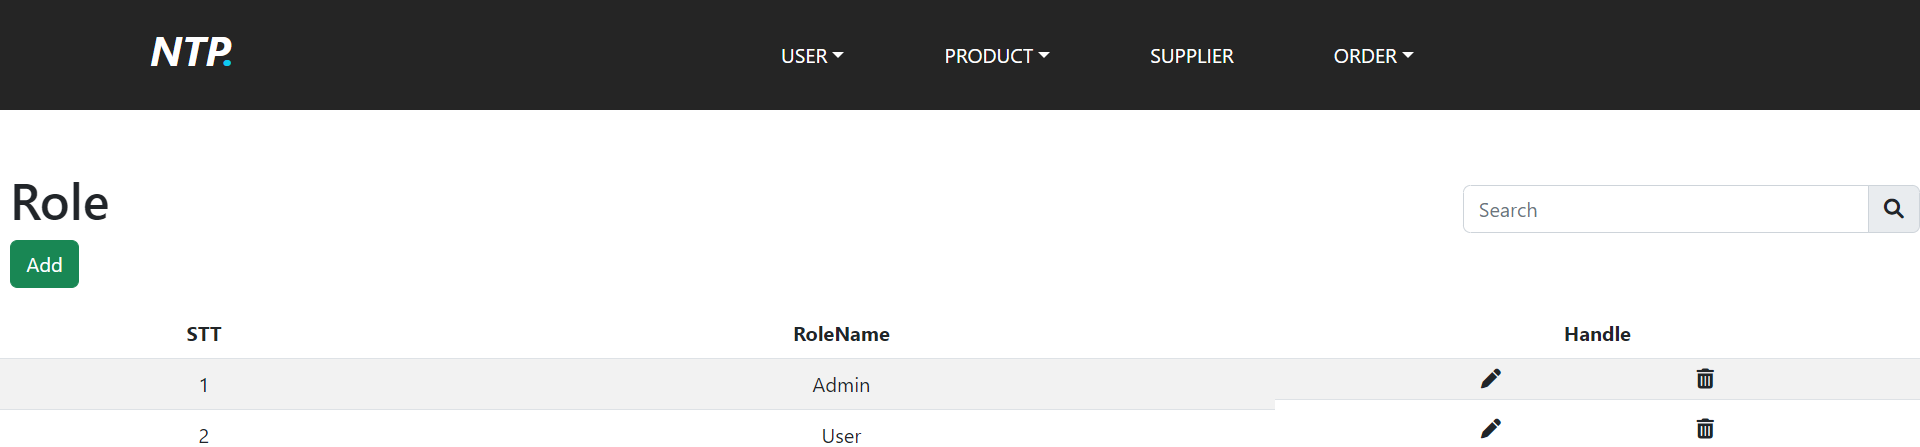 NTP.
USER PRODUCT SUPPLIER ORDER
Role
Search
Add
STT RoleName Handle
1 Admin
2 User